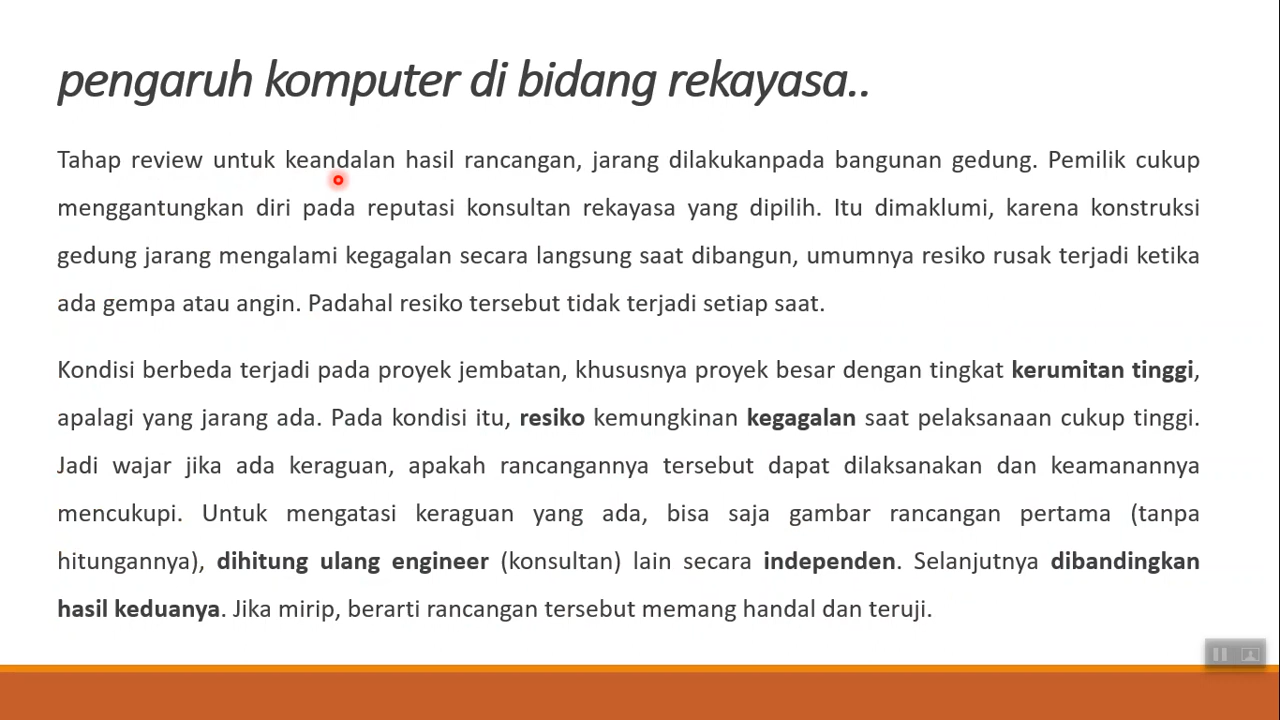 pengaruh komputer di bidang rekayasa..
Tahap review untuk keandalan hasil rancangan, jarang dilakukanpada bangunan gedung. Pemilik cukup
menggantungkan diri pada reputasi konsultan rekayasa yang dipilih. Itu dimaklumi, karena konstruksi
gedung jarang mengalami kegagalan secara langsung saat dibangun, umumnya resiko rusak terjadi ketika
ada gempa atau angin. Padahal resiko tersebut tidak terjadi setiap saat.
Kondisi berbeda terjadi pada proyek jembatan, khususnya proyek besar dengan tingkat kerumitan tinggi,
apalagi yang jarang ada. Pada kondisi itu, resiko kemungkinan kegagalan saat pelaksanaan cukup tinggi.
Jadi wajar jika ada keraguan, apakah rancangannya tersebut dapat dilaksanakan dan keamanannya
mencukupi. Untuk mengatasi keraguan yang ada, bisa saja gambar rancangan pertama (tanpa
hitungannya), dihitung ulang engineer (konsultan) lain secara independen. Selanjutnya dibandingkan
hasil keduanya. Jika mirip, berarti rancangan tersebut memang handal dan teruji.